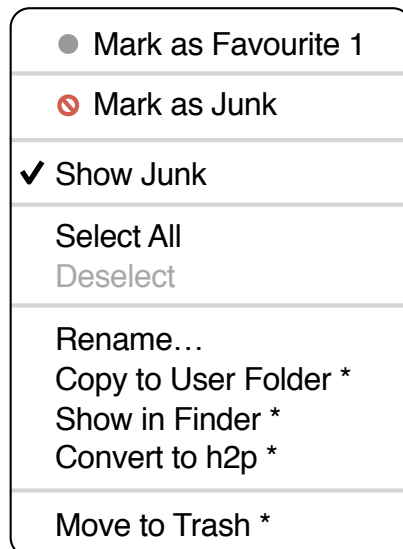 Mark as Favourite 1
Mark as Junk
Show Junk
Select All
Deselect
Rename…
Copy to User Folder *
Show in Finder *
Convert to h2p *
Move to Trash *